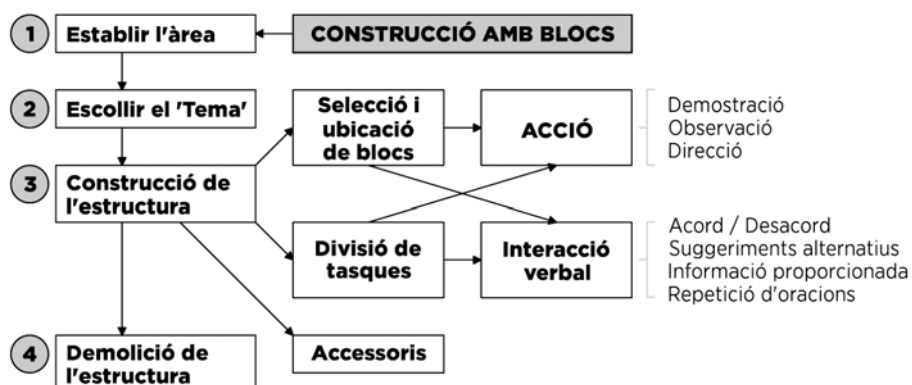 1
Establir l'àrea
CONSTRUCCIÓ AMB BLOCS
2
Escollir el 'Tema'
Selecció i
ubicació
de blocs
ACCIÓ
Demostració
Observació
Direcció
3
Construcció de
l'estructura
Divisió de
tasques
Interacció
verbal
Acord / Desacord
Suggeriments alternatius
Informació proporcionada
Repetició d'oracions
4
Demolició de
l'estructura
Accessoris